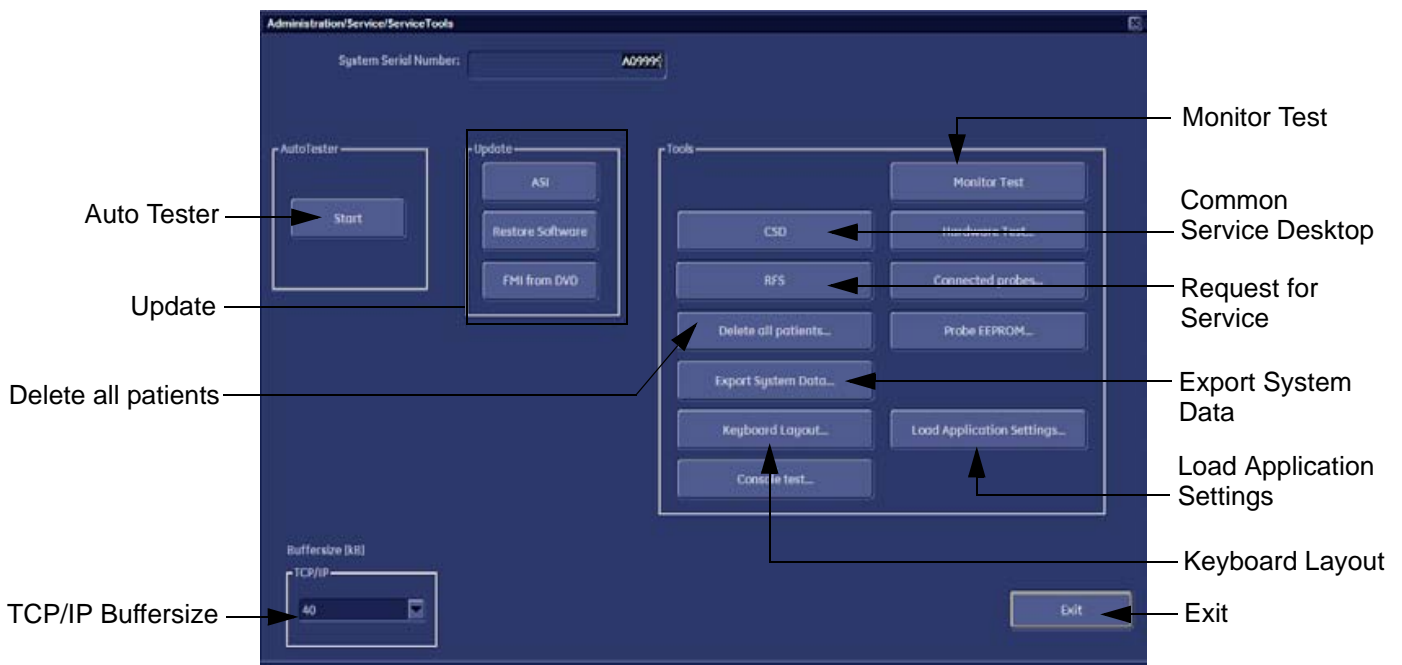 Administration/Service/ServiceTools
System Serial Number:
A09999
Monitor Test
AutoTester
Update
Tools
ASI
Monitor Test
Auto Tester
Start
Restore Software
CSD
Hardware Test...
Common
Service Desktop
FMI from DVD
RFS
Connected probes...
Request for
Service
Update
Delete all patients...
Probe EEPROM...
Delete all patients
Export System Data...
Export System
Data
Keyboard Layout...
Load Application Settings...
Console test...
Load Application
Settings
Buffersize [kB]
TCP/IP
Keyboard Layout
TCP/IP Buffersize
40
Exit
Exit